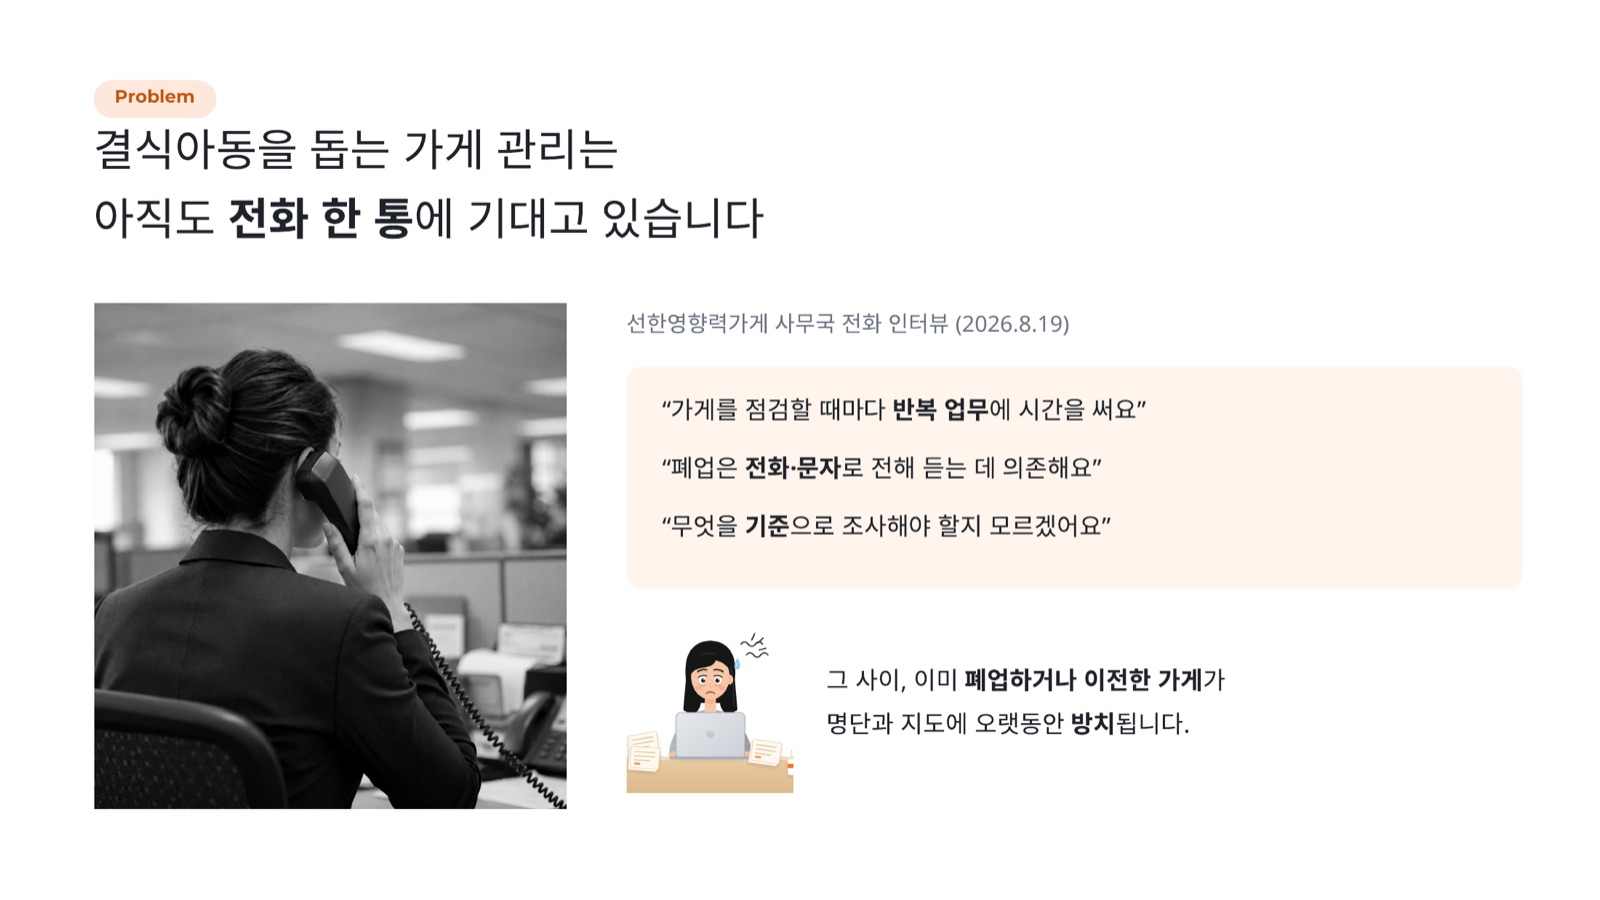 Problem
결식아동을 돕는 가게 관리는
아직도 전화 한 통에 기대고 있습니다
선한영향력가게 사무국 전화 인터뷰 (2026.8.19)
“가게를 점검할 때마다 반복 업무에 시간을 써요”
“폐업은 전화·문자로 전해 듣는 데 의존해요”
“무엇을 기준으로 조사해야 할지 모르겠어요”
그 사이, 이미 폐업하거나 이전한 가게가
명단과 지도에 오랫동안 방치됩니다.